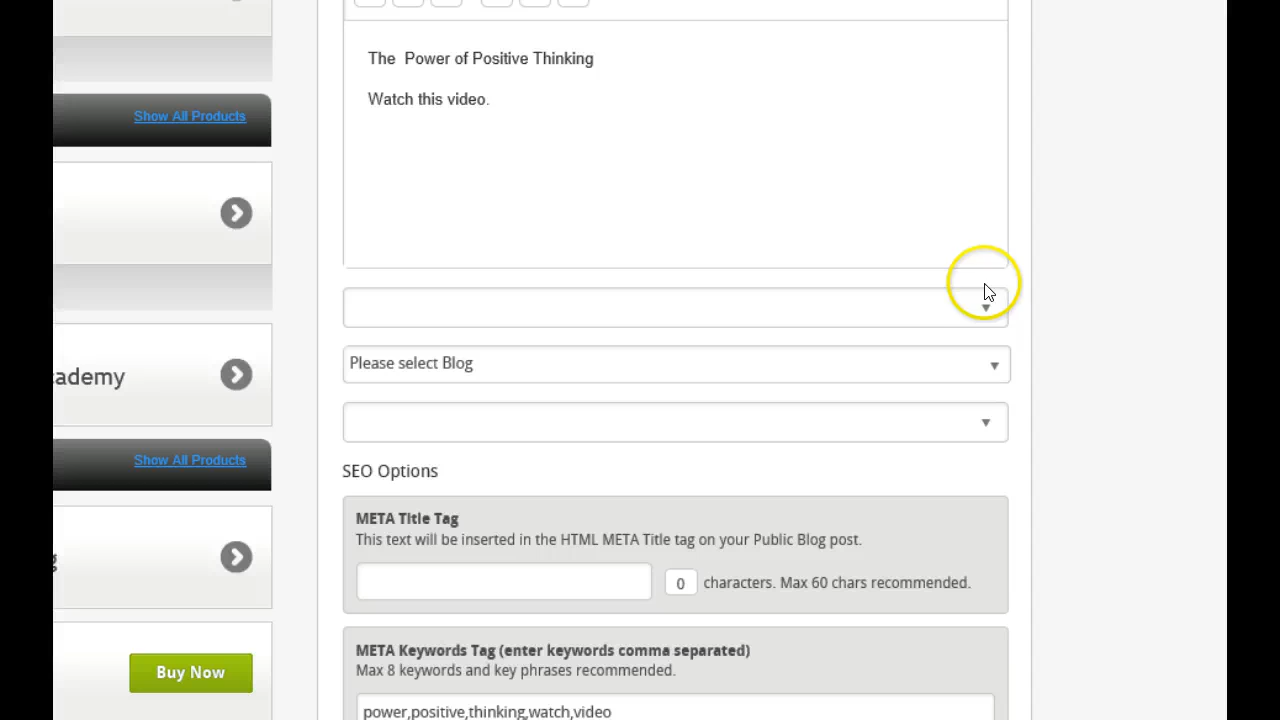 The  Power of Positive Thinking
Watch this video.
Show All Products
Please select Blog
cademy
Show All Products
SEO Options
META Title Tag
This text will be inserted in the HTML META Title tag on your Public Blog post.
0 characters. Max 60 chars recommended.
META Keywords Tag (enter keywords comma separated)
Max 8 keywords and key phrases recommended.
Buy Now
power,positive,thinking,watch,video